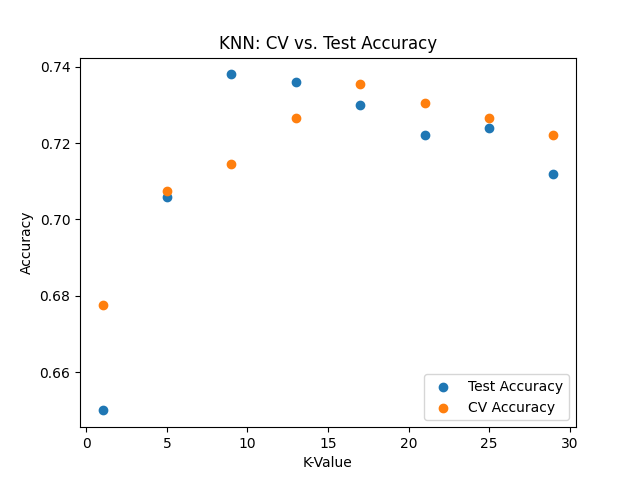 KNN: CV vs. Test Accuracy
0.74
0.72
0.70
0.68
0.66
Accuracy
0 5 10 15 20 25 30
K-Value
Test Accuracy
CV Accuracy